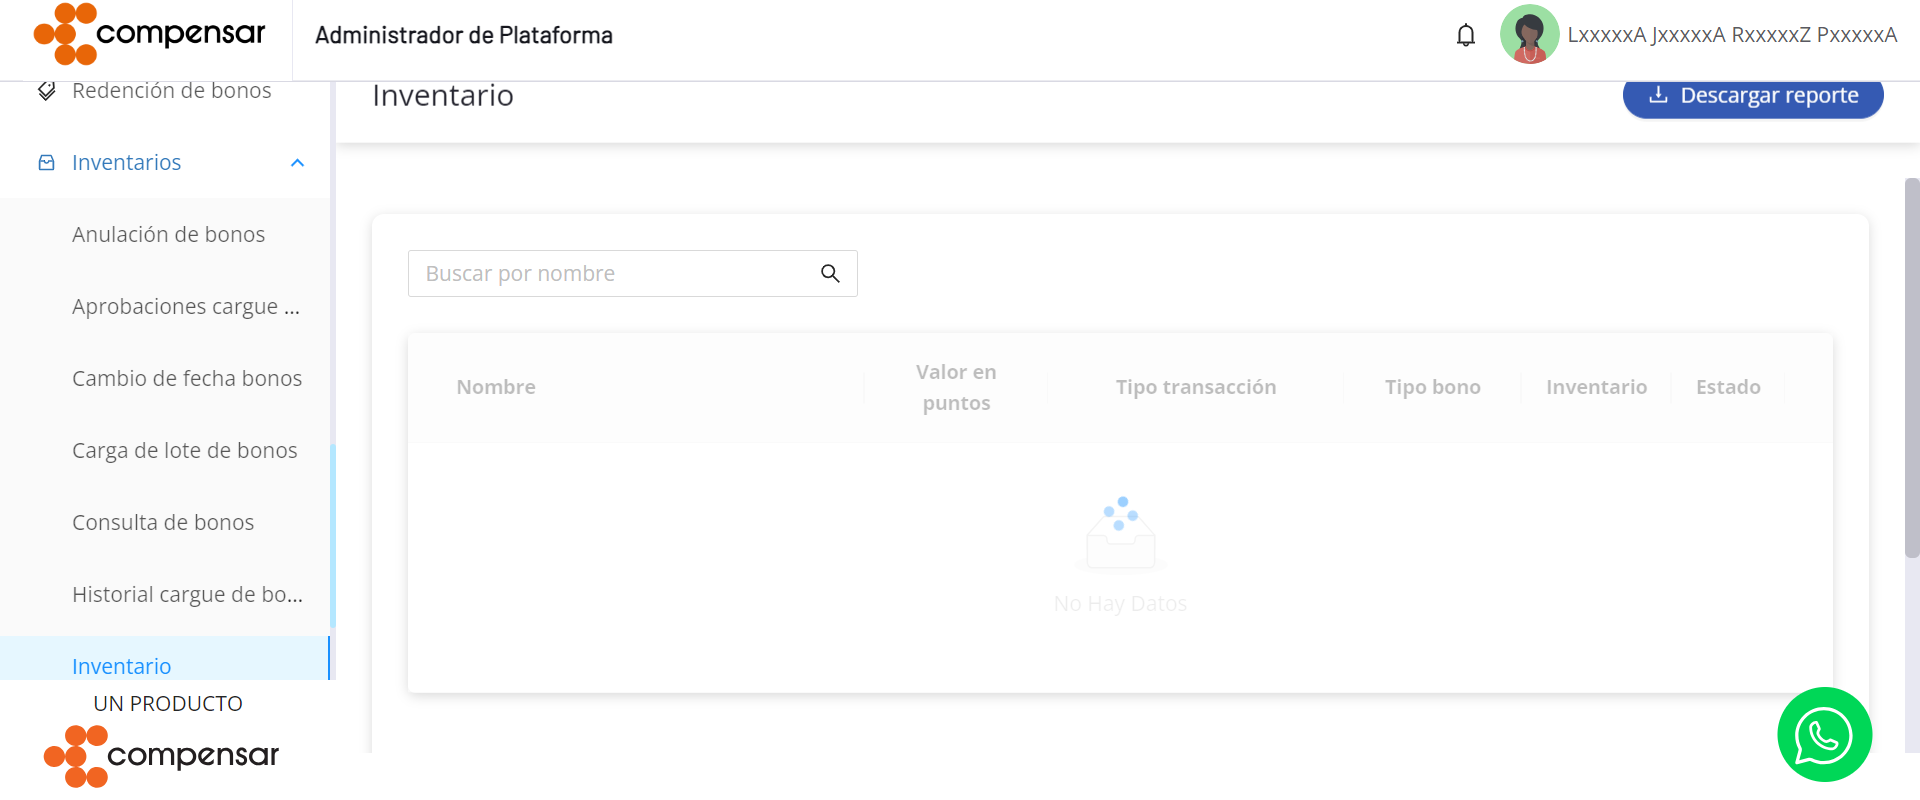 compensar
Administrador de Plataforma
LxxxxxA JxxxxxA RxxxxxZ PxxxxxA
Redención de bonos
Inventarios
Anulación de bonos
Aprobaciones cargue ...
Cambio de fecha bonos
Carga de lote de bonos
Consulta de bonos
Historial cargue de bo...
Inventario
UN PRODUCTO
compensar
Inventario
Descargar reporte
Buscar por nombre
Nombre
Valor en
puntos
Tipo transacción
Tipo bono
Inventario
Estado
No Hay Datos